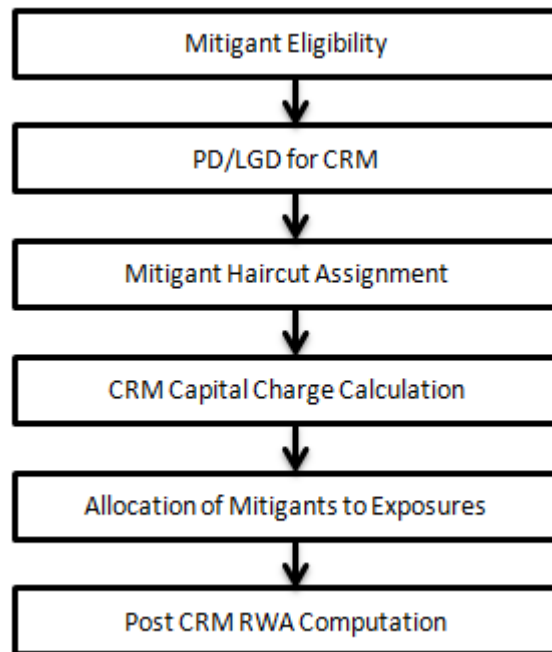 Mitigant Eligibility
PD/LGD for CRM
Mitigant Haircut Assignment
CRM Capital Charge Calculation
Allocation of Mitigants to Exposures
Post CRM RWA Computation